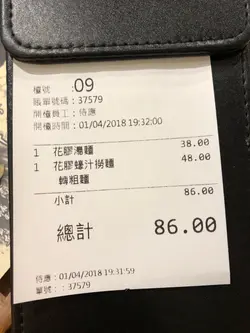 檯號 :09
賬單號碼 :37579
開檯員工 :侍應
開檯時間 :01/04/2018 19:32:00
1 花膠湯麵 38.00
1 花膠蠔汁撈麵 48.00
轉粗麵
小計 86.00
總計 86.00
侍應 :01/04/2018 19:31:59
單號: :37579